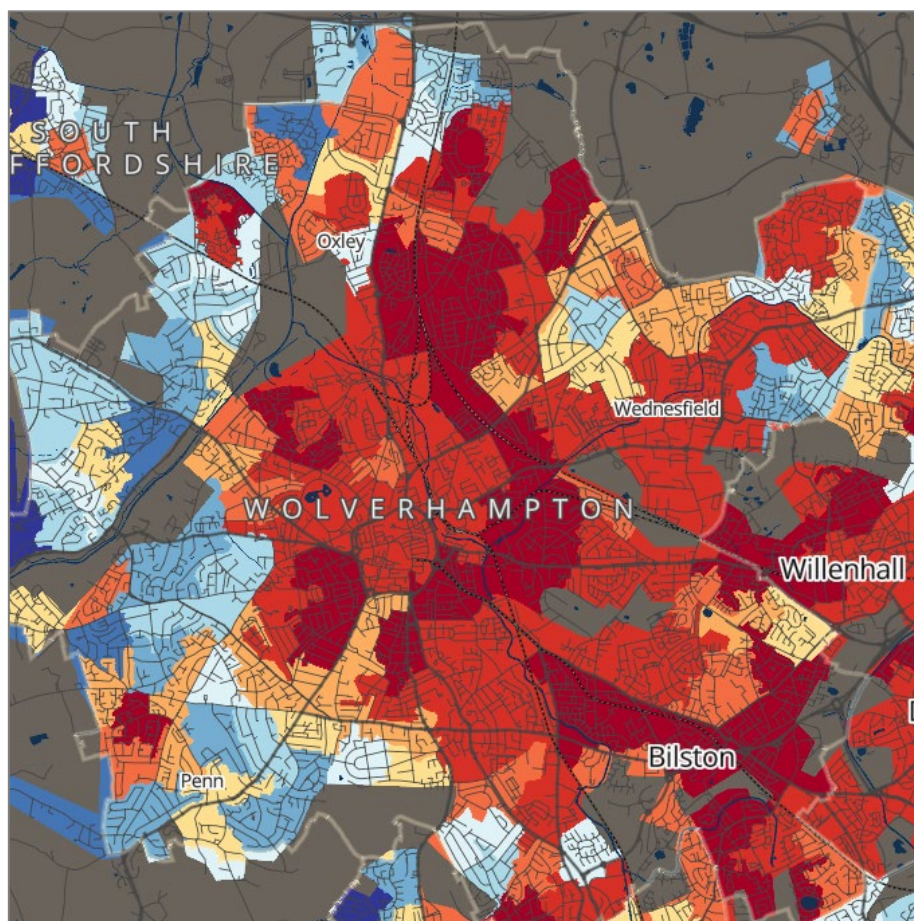 SOUTH
FFORDSHIRE
Oxley
Wednesfield
WOLVERHAMPTON
Willenhall
Bilston
Penn